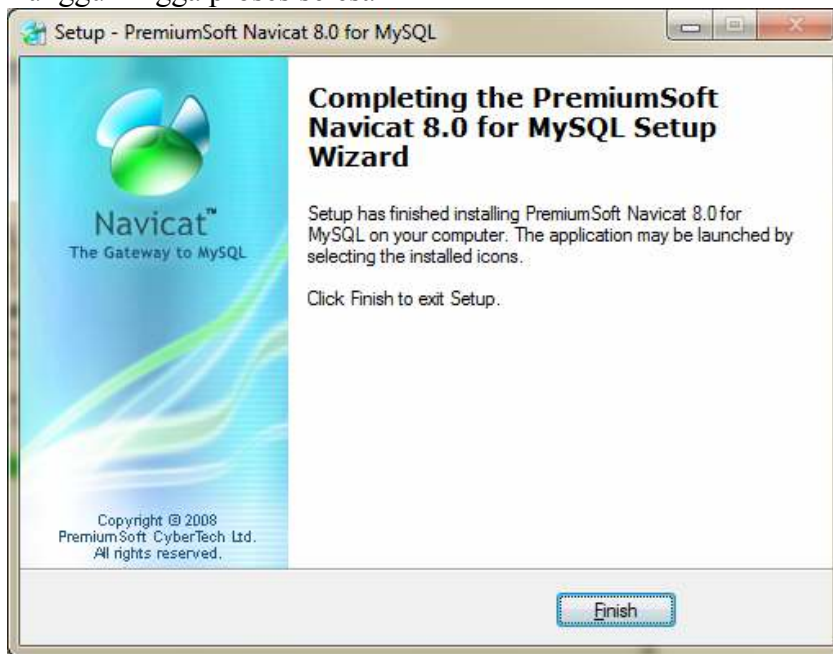 Setup - PremiumSoft Navicat 8.0 for MySQL
Completing the PremiumSoft
Navicat 8.0 for MySQL Setup
Wizard
Navicat™
The Gateway to MySQL
Setup has finished installing PremiumSoft Navicat 8.0 for
MySQL on your computer. The application may be launched by
selecting the installed icons.
Click Finish to exit Setup.
Copyright © 2008
PremiumSoft CyberTech Ltd.
All rights reserved.
Finish